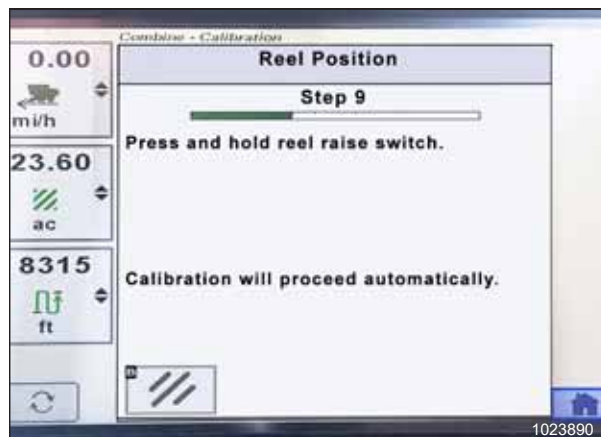 Combine - Calibration
0.00
mi/h
23.60
ac
8315
ft
Reel Position
Step 9
Press and hold reel raise switch.
Calibration will proceed automatically.
1023890